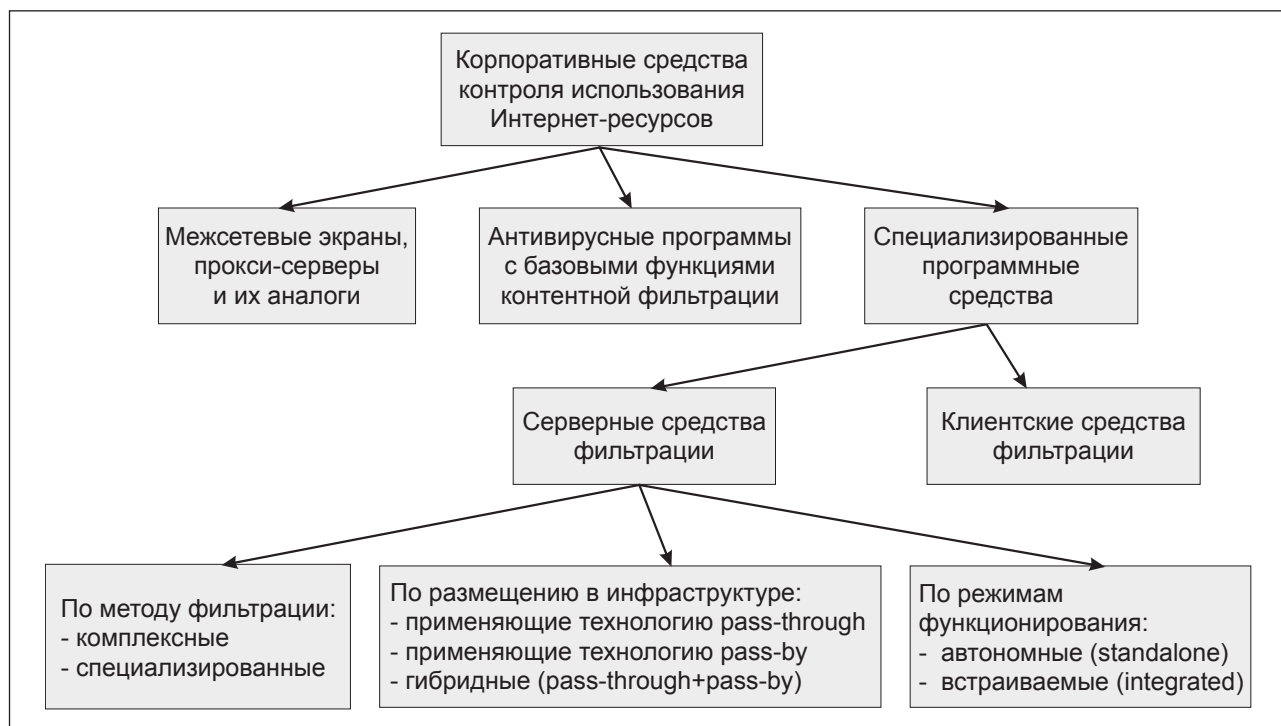 Корпоративные средства
контроля использования
Интернет-ресурсов
Межсетевые экраны,
прокси-серверы
и их аналоги
Антивирусные программы
с базовыми функциями
контентной фильтрации
Специализированные
программные
средства
Серверные средства
фильтрации
Клиентские средства
фильтрации
По методу фильтрации:
- комплексные
- специализированные
По размещению в инфраструктуре:
- применяющие технологию pass-through
- применяющие технологию pass-by
- гибридные (pass-through+pass-by)
По режимам
функционирования:
- автономные (standalone)
- встраиваемые (integrated)